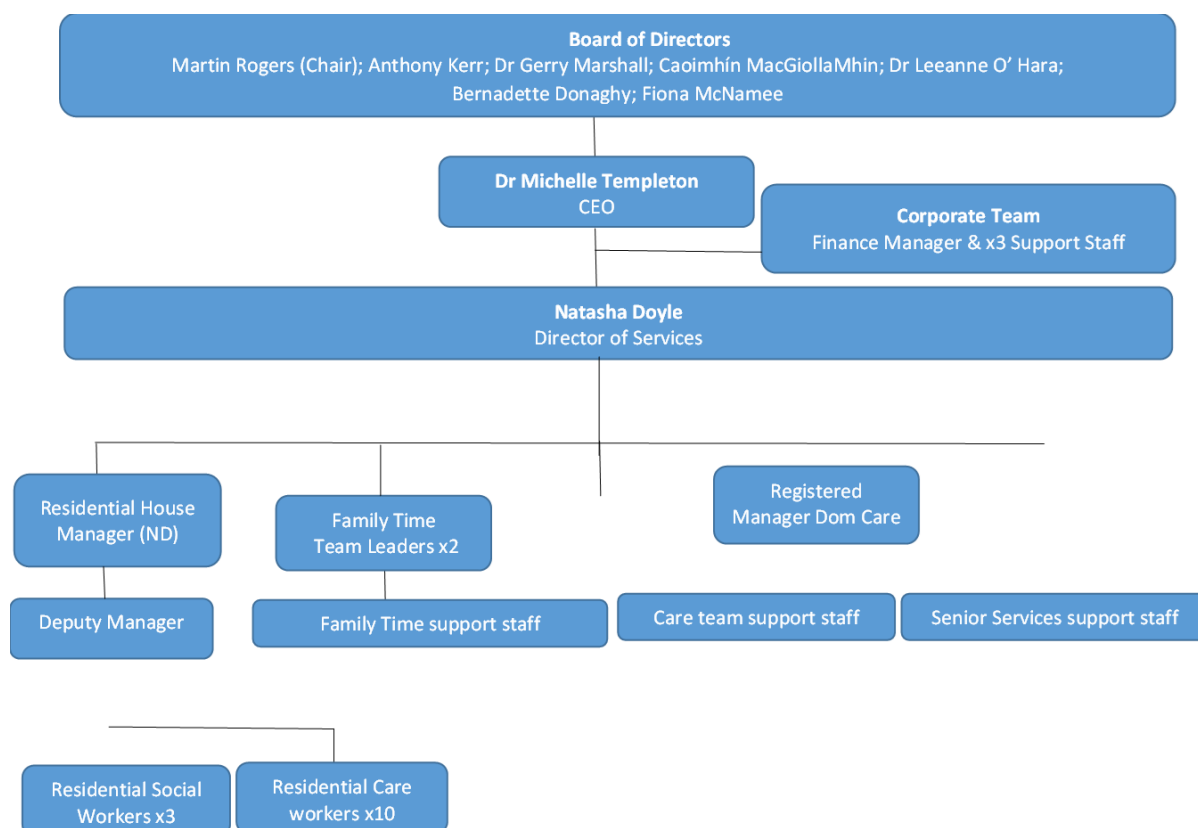 Board of Directors
Martin Rogers (Chair); Anthony Kerr; Dr Gerry Marshall; Caoimhín MacGiollaMhin; Dr Leeanne O’ Hara;
Bernadette Donaghy; Fiona McNamee
Dr Michelle Templeton
CEO
Corporate Team
Finance Manager & x3 Support Staff
Natasha Doyle
Director of Services
Residential House
Manager (ND)
Family Time
Team Leaders x2
Registered
Manager Dom Care
Deputy Manager
Family Time support staff
Care team support staff
Senior Services support staff
Residential Social
Workers x3
Residential Care
workers x10